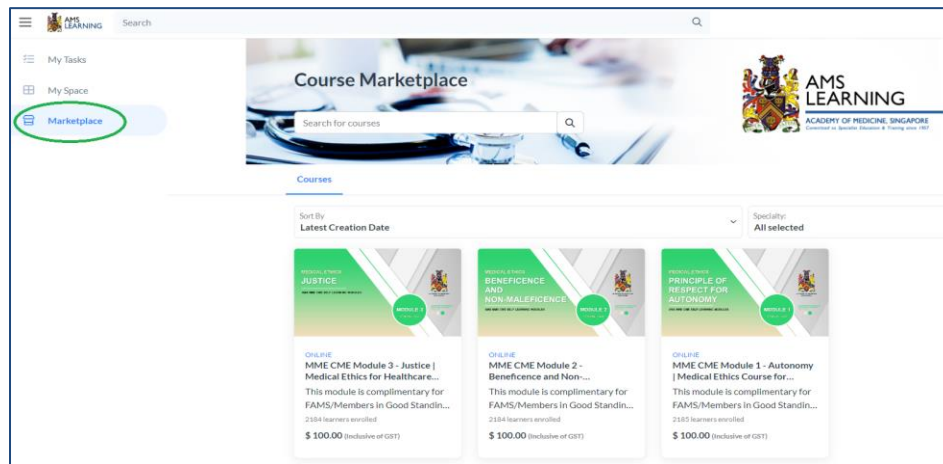 AMS
LEARNING
Search
My Tasks
My Space
Marketplace
Course Marketplace
Search for courses
AMS
LEARNING
ACADEMY OF MEDICINE, SINGAPORE
Courses
Sort By
Latest Creation Date
Specialty:
All selected
MEDICAL ETHICS
JUSTICE
MODULE 3
ONLINE
MME CME Module 3 - Justice |
Medical Ethics for Healthcare...
This module is complimentary for
FAMS/Members in Good Standin...
2184 learners enrolled
$ 100.00 (Inclusive of GST)
MEDICAL ETHICS
BENEFICENCE
AND
NON-MALEFICENCE
MODULE 2
ONLINE
MME CME Module 2 -
Beneficence and Non-...
This module is complimentary for
FAMS/Members in Good Standin...
2184 learners enrolled
$ 100.00 (Inclusive of GST)
MEDICAL ETHICS
PRINCIPLE OF
RESPECT FOR
AUTONOMY
MODULE 1
ONLINE
MME CME Module 1 - Autonomy
| Medical Ethics Course for...
This module is complimentary for
FAMS/Members in Good Standin...
2185 learners enrolled
$ 100.00 (Inclusive of GST)